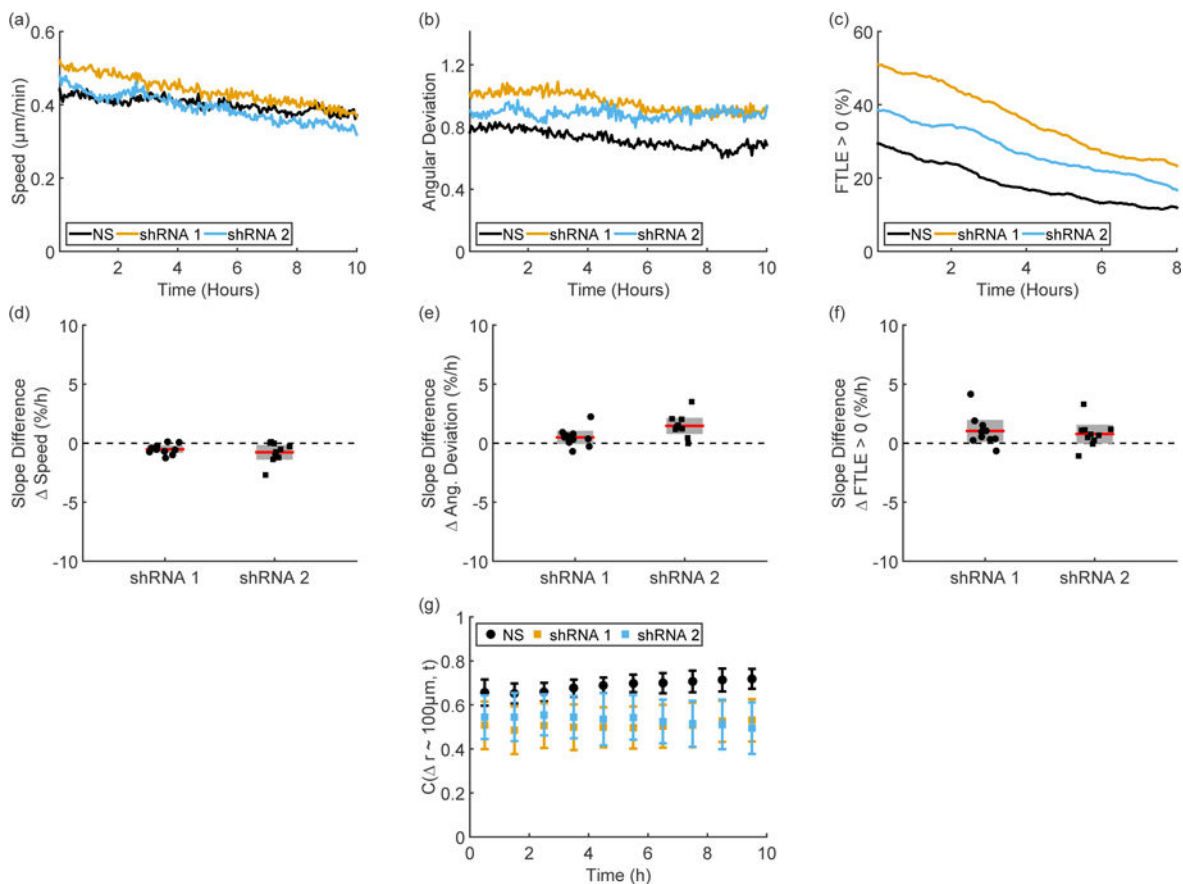 (a)
Speed (µm/min)
0.6
0.4
0.2
0
NS shRNA 1 shRNA 2
2 4 6 8 10
Time (Hours)
(b)
Angular Deviation
1.2
0.8
0.4
0
NS shRNA 1 shRNA 2
2 4 6 8 10
Time (Hours)
(c)
FTLE > 0 (%)
60
40
20
0
NS shRNA 1 shRNA 2
2 4 6 8
Time (Hours)
(d)
Slope Difference
Δ Speed (%/h)
10
5
0
-5
-10
shRNA 1 shRNA 2
(e)
Slope Difference
Δ Ang. Deviation (%/h)
10
5
0
-5
-10
shRNA 1 shRNA 2
(f)
Slope Difference
Δ FTLE > 0 (%/h)
10
5
0
-5
-10
shRNA 1 shRNA 2
(g)
C(Δ r ~ 100µm, t)
1
0.8
0.6
0.4
0.2
0
NS shRNA 1 shRNA 2
0 2 4 6 8 10
Time (h)